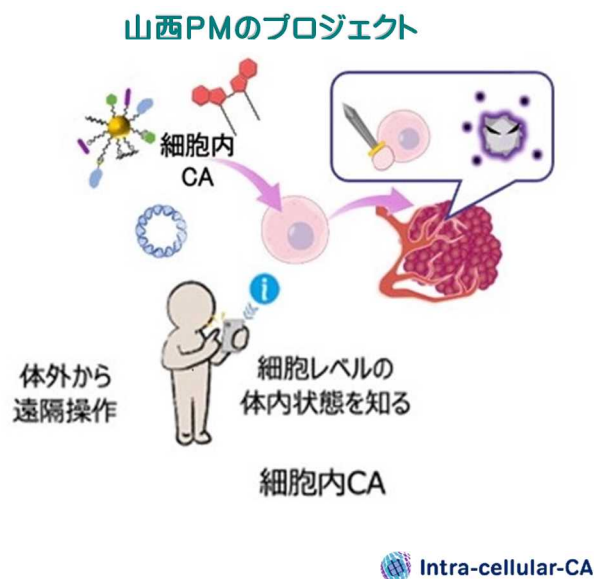 山西PMのプロジェクト
細胞内
CA
i
体外から
遠隔操作
細胞レベルの
体内状態を知る
細胞内CA
Intra-cellular-CA